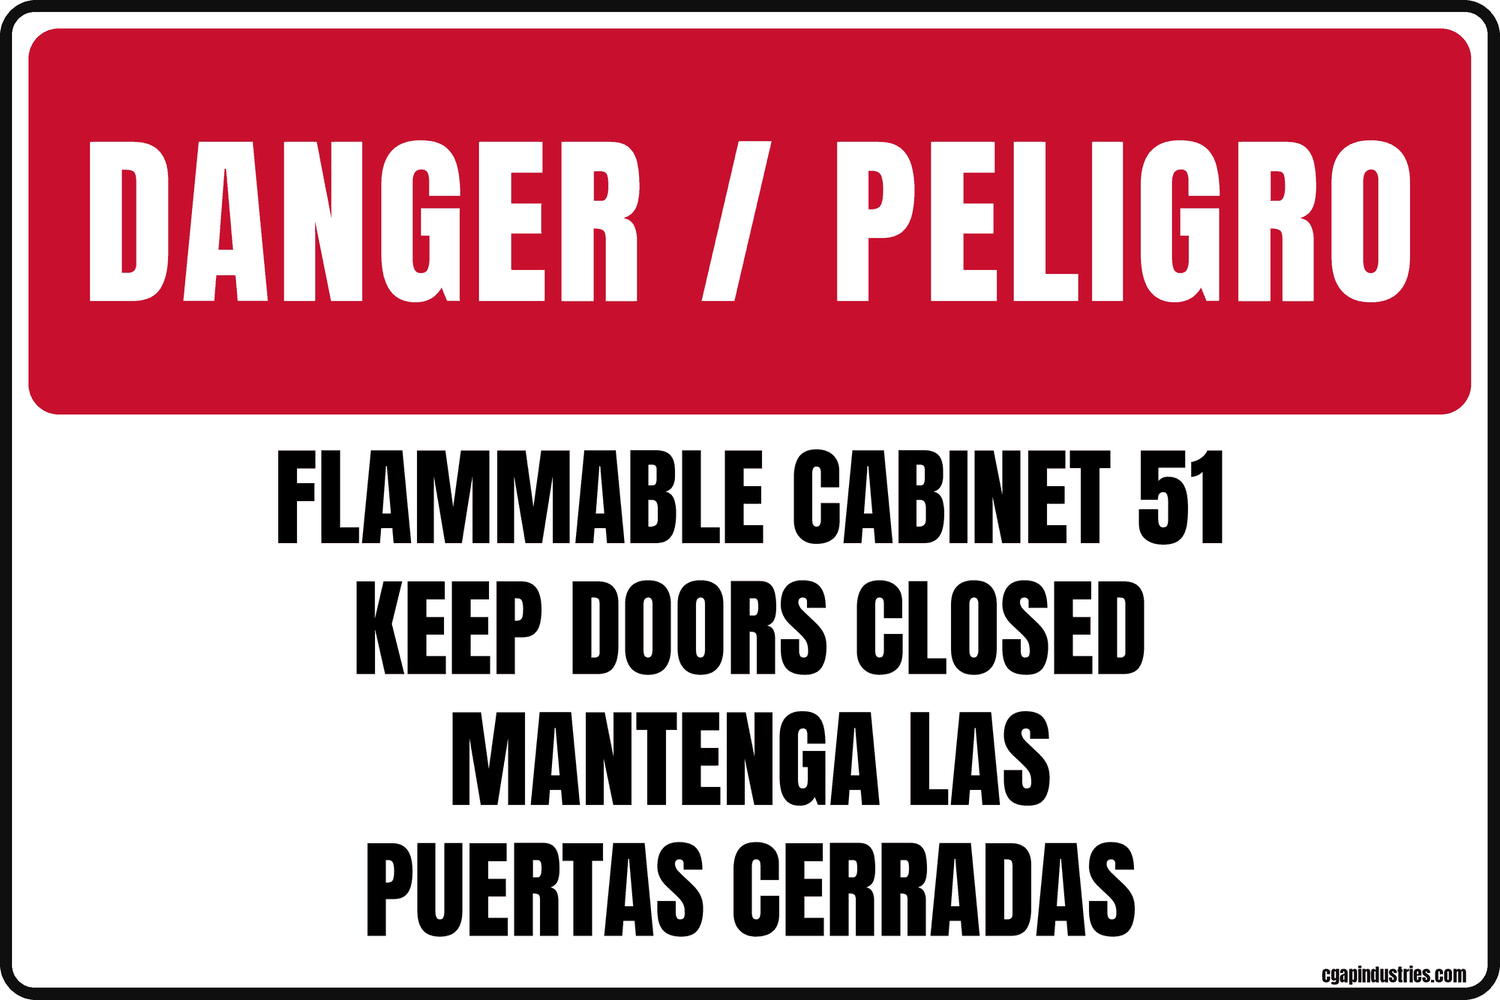 DANGER / PELIGRO
FLAMMABLE CABINET 51
KEEP DOORS CLOSED
MANTENGA LAS
PUERTAS CERRADAS
cgapindustries.com